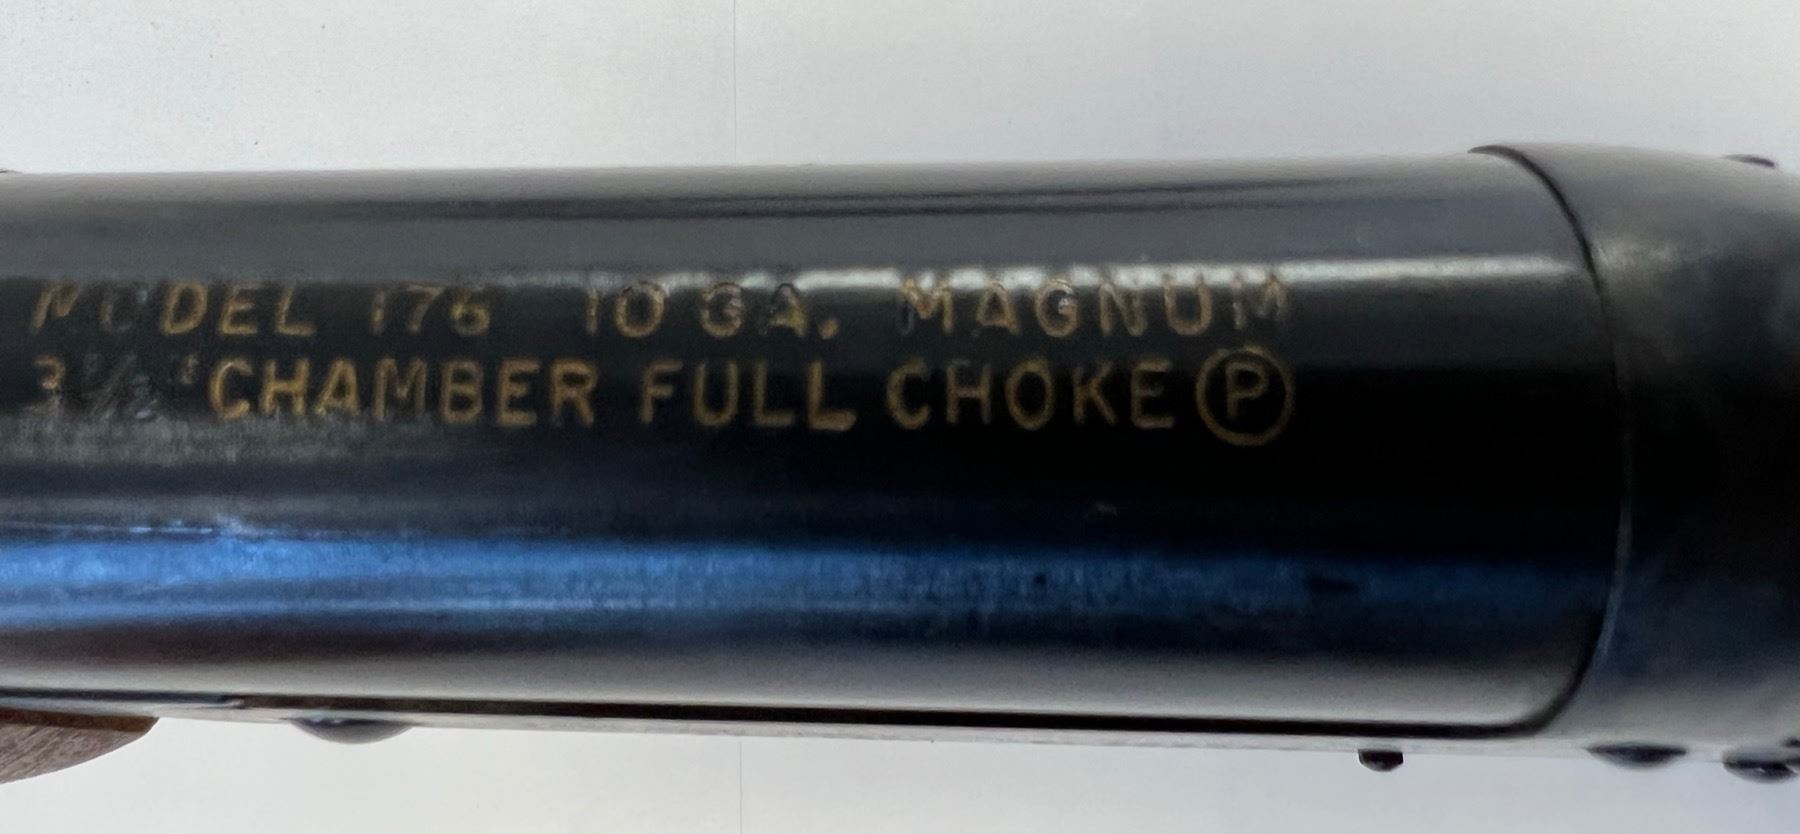 MODEL 176 10 GA. MAGNUM
CHAMBER FULL CHOKE P